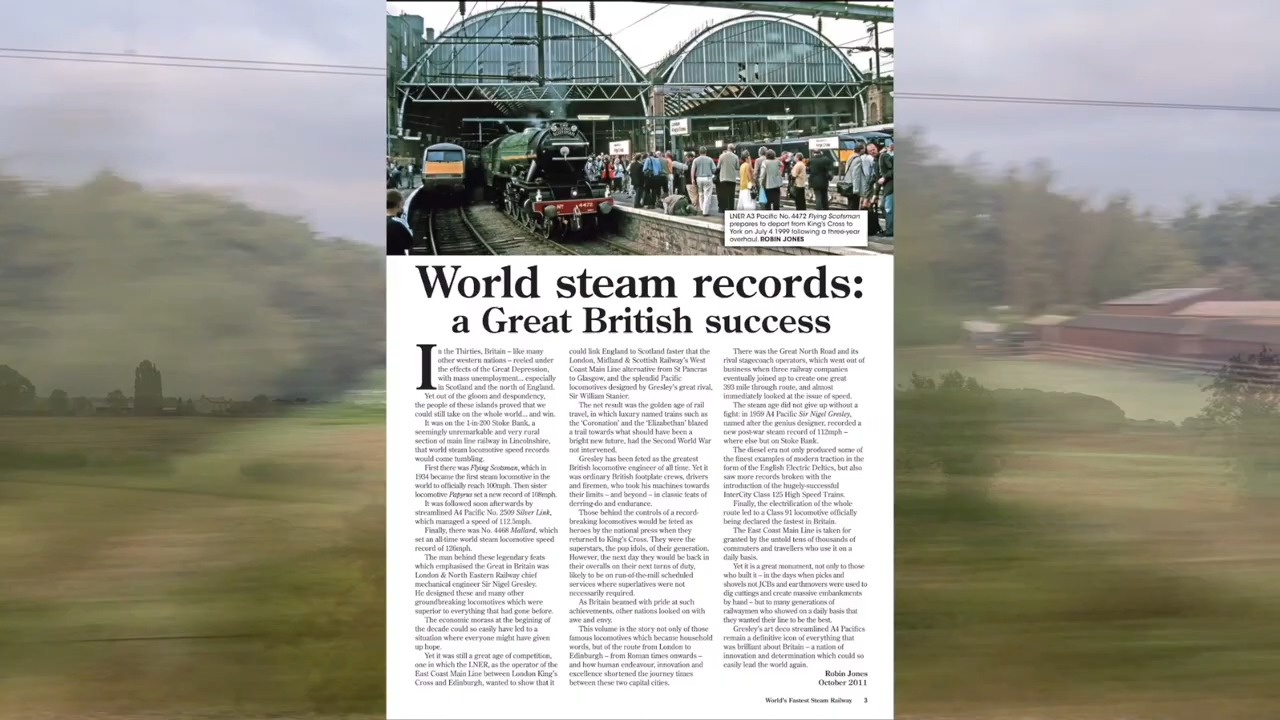 THE
FLYING
SCOTSMAN
No 4472
London
King's Cross
LNER A3 Pacific No. 4472 Flying Scotsman
prepares to depart from King's Cross to
York on July 4 1999 following a three-year
overhaul. ROBIN JONES
World steam records:
a Great British success
In the Thirties, Britain – like many
other western nations – reeled under
the effects of the Great Depression,
with mass unemployment... especially
in Scotland and the north of England.
Yet out of the gloom and despondency,
the people of these islands proved that we
could still take on the whole world... and win.
It was on the 1-in-200 Stoke Bank, a
seemingly unremarkable and very rural
section of main line railway in Lincolnshire,
that world steam locomotive speed records
would come tumbling.
First there was Flying Scotsman, which in
1934 became the first steam locomotive in the
world to officially reach 100mph. Then sister
locomotive Papyrus set a new record of 108mph.
It was followed soon afterwards by
streamlined A4 Pacific No. 2509 Silver Link,
which managed a speed of 112.5mph.
Finally, there was No. 4468 Mallard, which
set an all-time world steam locomotive speed
record of 126mph.
The man behind these legendary feats
which emphasised the Great in Britain was
London & North Eastern Railway chief
mechanical engineer Sir Nigel Gresley.
He designed these and many other
groundbreaking locomotives which were
superior to everything that had gone before.
The economic morass at the begining of
the decade could so easily have led to a
situation where everyone might have given
up hope.
Yet it was still a great age of competition,
one in which the LNER, as the operator of the
East Coast Main Line between London King's
Cross and Edinburgh, wanted to show that it
could link England to Scotland faster that the
London, Midland & Scottish Railway's West
Coast Main Line alternative from St Pancras
to Glasgow, and the splendid Pacific
locomotives designed by Gresley's great rival,
Sir William Stanier.
The net result was the golden age of rail
travel, in which luxury named trains such as
the 'Coronation' and the 'Elizabethan' blazed
a trail towards what should have been a
bright new future, had the Second World War
not intervened.
Gresley has been feted as the greatest
British locomotive engineer of all time. Yet it
was ordinary British footplate crews, drivers
and firemen, who took his machines towards
their limits – and beyond – in classic feats of
derring-do and endurance.
Those behind the controls of a record-
breaking locomotives would be feted as
heroes by the national press when they
returned to King's Cross. They were the
superstars, the pop idols, of their generation.
However, the next day they would be back in
their overalls on their next turns of duty,
likely to be on run-of-the-mill scheduled
services where superlatives were not
necessarily required.
As Britain beamed with pride at such
achievements, other nations looked on with
awe and envy.
This volume is the story not only of those
famous locomotives which became household
words, but of the route from London to
Edinburgh – from Roman times onwards –
and how human endeavour, innovation and
excellence shortened the journey times
between these two capital cities.
There was the Great North Road and its
rival stagecoach operators, which went out of
business when three railway companies
eventually joined up to create one great
393 mile through route, and almost
immediately looked at the issue of speed.
The steam age did not give up without a
fight: in 1959 A4 Pacific Sir Nigel Gresley,
named after the genius designer, recorded a
new post-war steam record of 112mph –
where else but on Stoke Bank.
The diesel era not only produced some of
the finest examples of modern traction in the
form of the English Electric Deltics, but also
saw more records broken with the
introduction of the hugely-successful
InterCity Class 125 High Speed Trains.
Finally, the electrification of the whole
route led to a Class 91 locomotive officially
being declared the fastest in Britain.
The East Coast Main Line is taken for
granted by the untold tens of thousands of
commuters and travellers who use it on a
daily basis.
Yet it is a great monument, not only to those
who built it – in the days when picks and
shovels not JCBs and earthmovers were used to
dig cuttings and create massive embankments
by hand – but to many generations of
railwaymen who showed on a daily basis that
they wanted their line to be the best.
Gresley's art deco streamlined A4 Pacifics
remain a definitive icon of everything that
was brilliant about Britain – a nation of
innovation and determination which could so
easily lead the world again.
Robin Jones
October 2011
World's Fastest Steam Railway 3